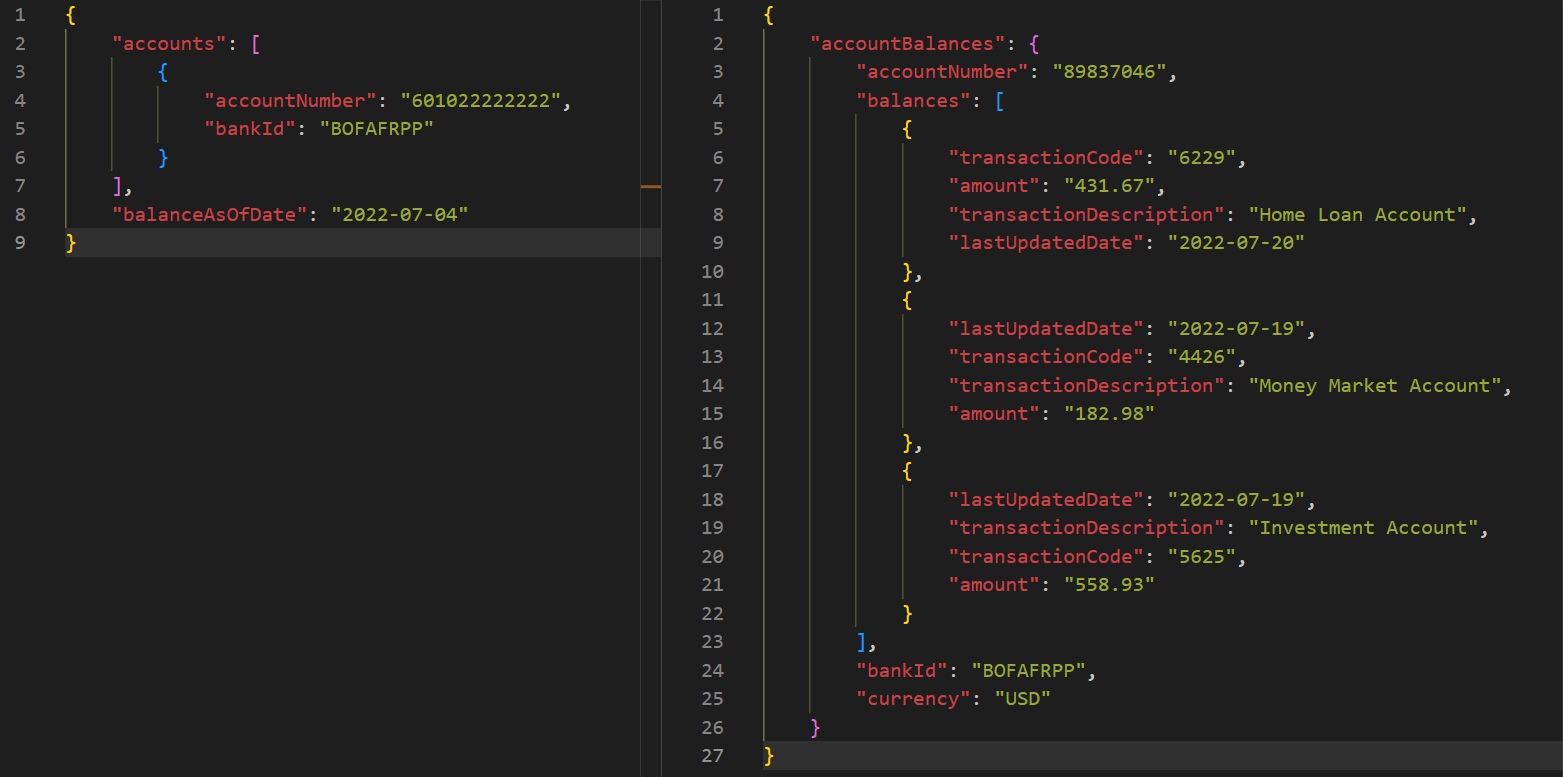 1 {
2     "accounts": [
3         {
4             "accountNumber": "601022222222",
5             "bankId": "BOFAFRPP"
6         }
7     ],
8     "balanceAsOfDate": "2022-07-04"
9 }
1 {
2     "accountBalances": {
3         "accountNumber": "89837046",
4         "balances": [
5             {
6                 "transactionCode": "6229",
7                 "amount": "431.67",
8                 "transactionDescription": "Home Loan Account",
9                 "lastUpdatedDate": "2022-07-20"
10             },
11             {
12                 "lastUpdatedDate": "2022-07-19",
13                 "transactionCode": "4426",
14                 "transactionDescription": "Money Market Account",
15                 "amount": "182.98"
16             },
17             {
18                 "lastUpdatedDate": "2022-07-19",
19                 "transactionDescription": "Investment Account",
20                 "transactionCode": "5625",
21                 "amount": "558.93"
22             }
23         ],
24         "bankId": "BOFAFRPP",
25         "currency": "USD"
26     }
27 }